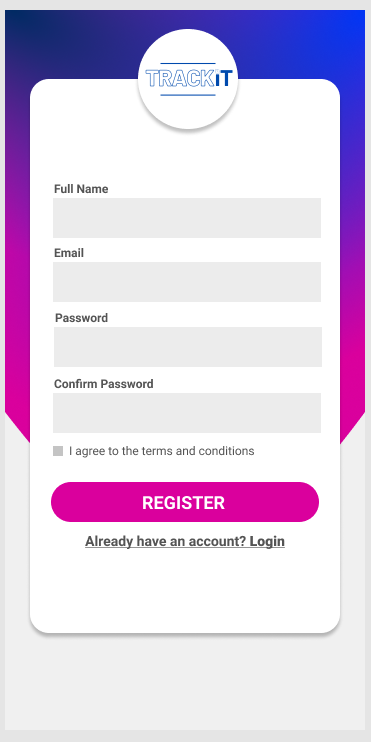 TRACKiT
Full Name
Email
Password
Confirm Password
I agree to the terms and conditions
REGISTER
Already have an account? Login